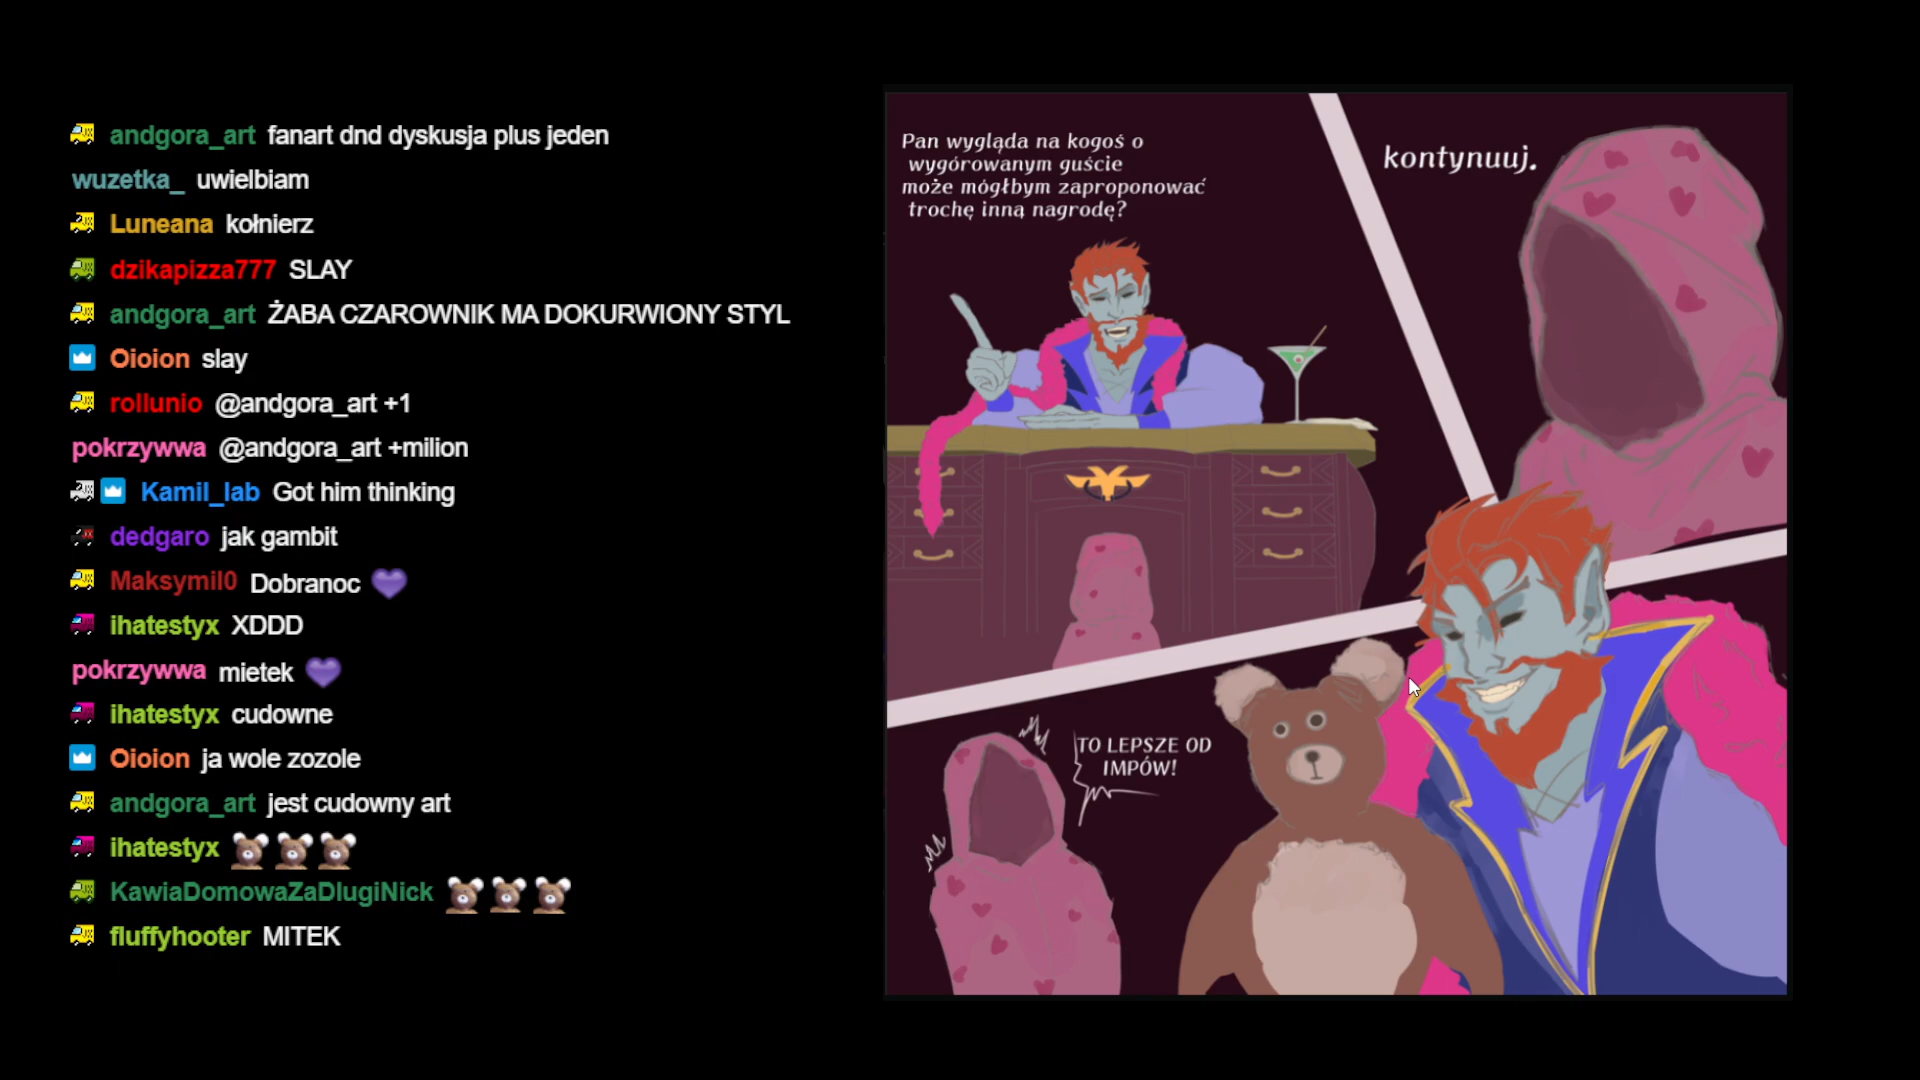 andgora_art fanart dnd dyskusja plus jeden
wuzetka_ uwielbiam
Luneana kołnierz
dzikapizza777 SLAY
andgora_art ŻABA CZAROWNIK MA DOKURWIONY STYL
Oioion slay
rollunio @andgora_art +1
pokrzywwa @andgora_art +milion
Kamil_lab Got him thinking
dedgaro jak gambit
Maksymil0 Dobranoc
ihatestyx XDDD
pokrzywwa mietek
ihatestyx cudowne
Oioion ja wole zozole
andgora_art jest cudowny art
ihatestyx
KawiaDomowaZaDlugiNick
fluffyhooter MITEK
Pan wygląda na kogoś o
wygórowanym guście
może mógłbym zaproponować
trochę inną nagrodę?
kontynuuj.
TO LEPSZE OD
IMPÓW!